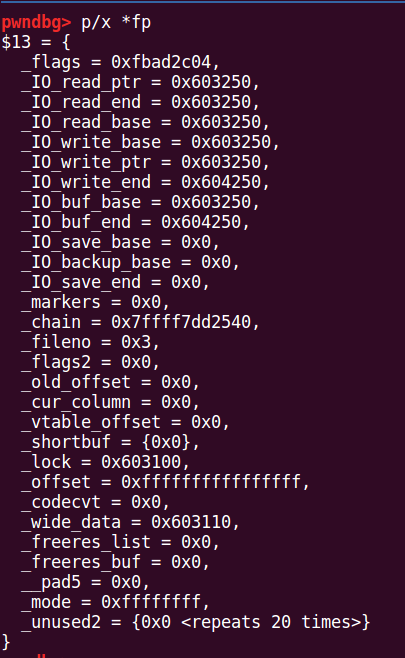 pwndbg> p/x *fp
$13 = {
  _flags = 0xfbad2c04,
  _IO_read_ptr = 0x603250,
  _IO_read_end = 0x603250,
  _IO_read_base = 0x603250,
  _IO_write_base = 0x603250,
  _IO_write_ptr = 0x603250,
  _IO_write_end = 0x604250,
  _IO_buf_base = 0x603250,
  _IO_buf_end = 0x604250,
  _IO_save_base = 0x0,
  _IO_backup_base = 0x0,
  _IO_save_end = 0x0,
  _markers = 0x0,
  _chain = 0x7ffff7dd2540,
  _fileno = 0x3,
  _flags2 = 0x0,
  _old_offset = 0x0,
  _cur_column = 0x0,
  _vtable_offset = 0x0,
  _shortbuf = {0x0},
  _lock = 0x603100,
  _offset = 0xffffffffffffffff,
  _codecvt = 0x0,
  _wide_data = 0x603110,
  _freeres_list = 0x0,
  _freeres_buf = 0x0,
  __pad5 = 0x0,
  _mode = 0xffffffff,
  _unused2 = {0x0 <repeats 20 times>}
}